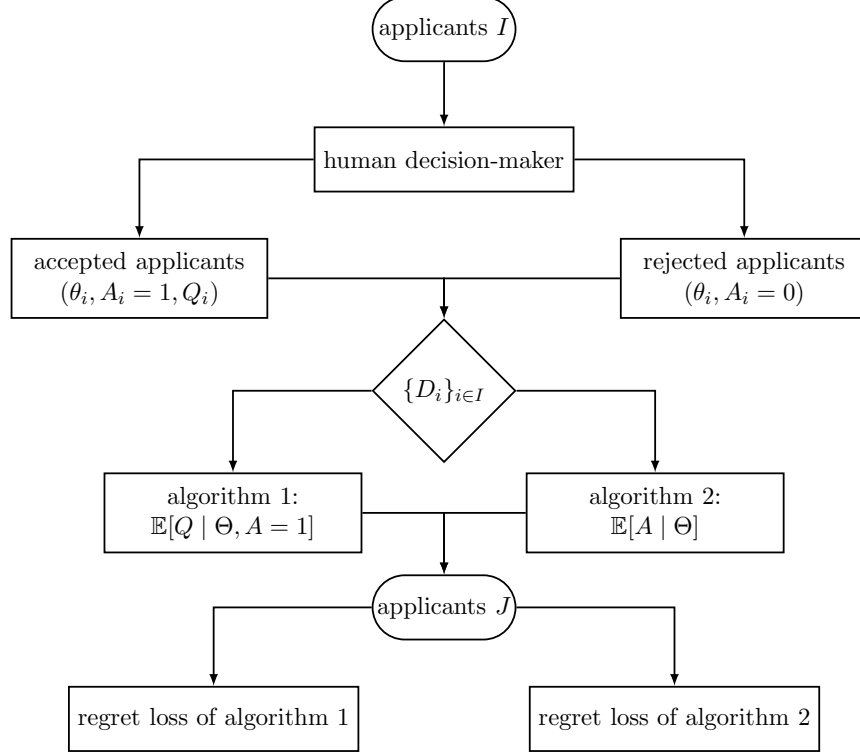 applicants I
human decision-maker
accepted applicants
(θᵢ, Aᵢ = 1, Qᵢ)
rejected applicants
(θᵢ, Aᵢ = 0)
{Dᵢ}ᵢ∈I
algorithm 1:
𝔼[Q | Θ, A = 1]
algorithm 2:
𝔼[A | Θ]
applicants J
regret loss of algorithm 1
regret loss of algorithm 2